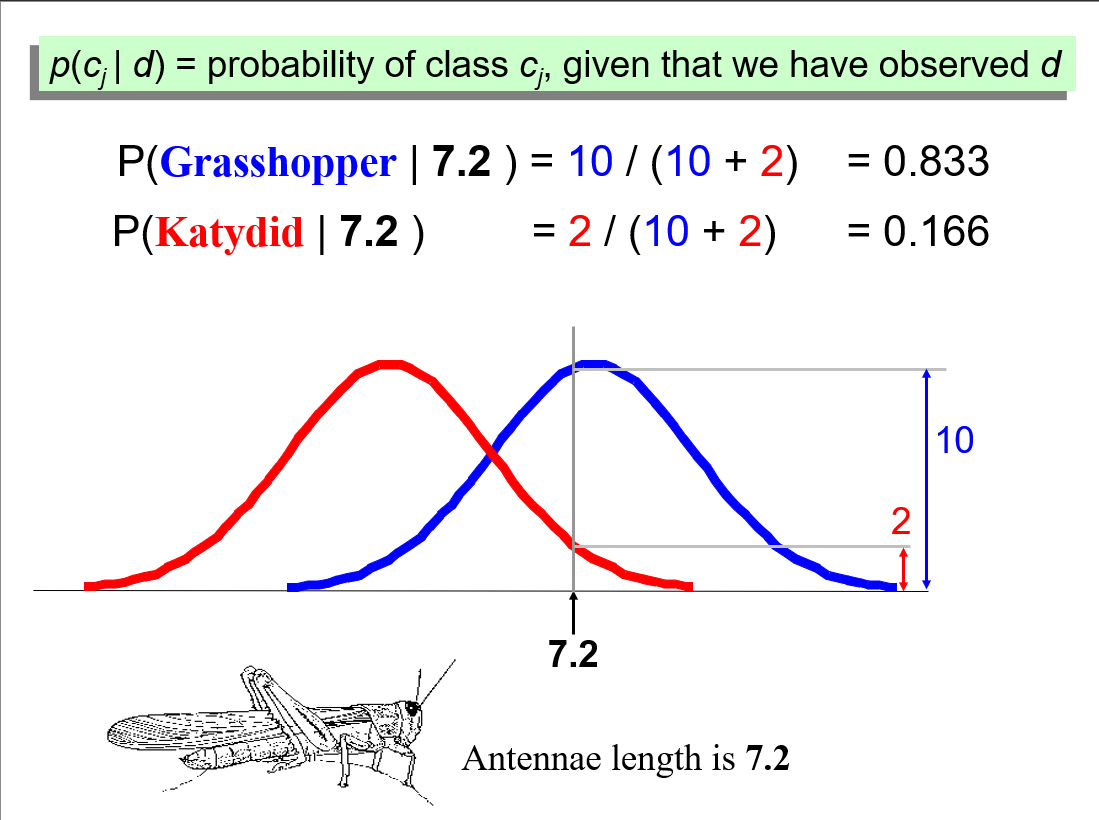 p(cj | d) = probability of class cj, given that we have observed d
P(Grasshopper | 7.2 ) = 10 / (10 + 2) = 0.833
P(Katydid | 7.2 ) = 2 / (10 + 2) = 0.166
10
2
7.2
Antennae length is 7.2